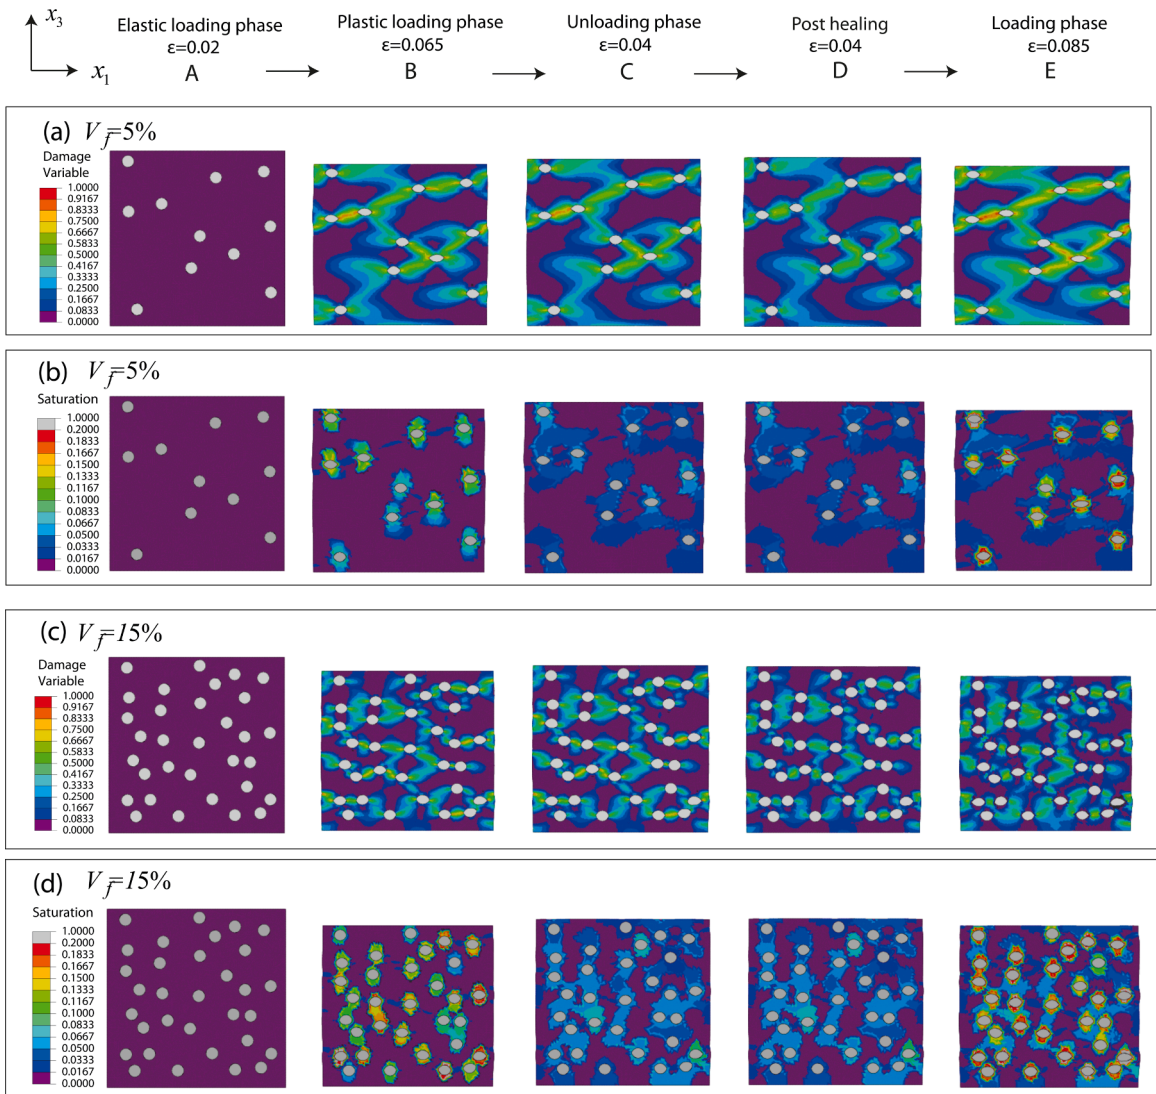 x3
x1
Elastic loading phase
ε=0.02
A
Plastic loading phase
ε=0.065
B
Unloading phase
ε=0.04
C
Post healing
ε=0.04
D
Loading phase
ε=0.085
E
(a) Vf=5%
Damage
Variable
1.0000
0.9167
0.8333
0.7500
0.6667
0.5833
0.5000
0.4167
0.3333
0.2500
0.1667
0.0833
0.0000
(b) Vf=5%
Saturation
1.0000
0.2000
0.1833
0.1667
0.1500
0.1333
0.1167
0.1000
0.0833
0.0667
0.0500
0.0333
0.0167
0.0000
(c) Vf=15%
Damage
Variable
1.0000
0.9167
0.8333
0.7500
0.6667
0.5833
0.5000
0.4167
0.3333
0.2500
0.1667
0.0833
0.0000
(d) Vf=15%
Saturation
1.0000
0.2000
0.1833
0.1667
0.1500
0.1333
0.1167
0.1000
0.0833
0.0667
0.0500
0.0333
0.0167
0.0000